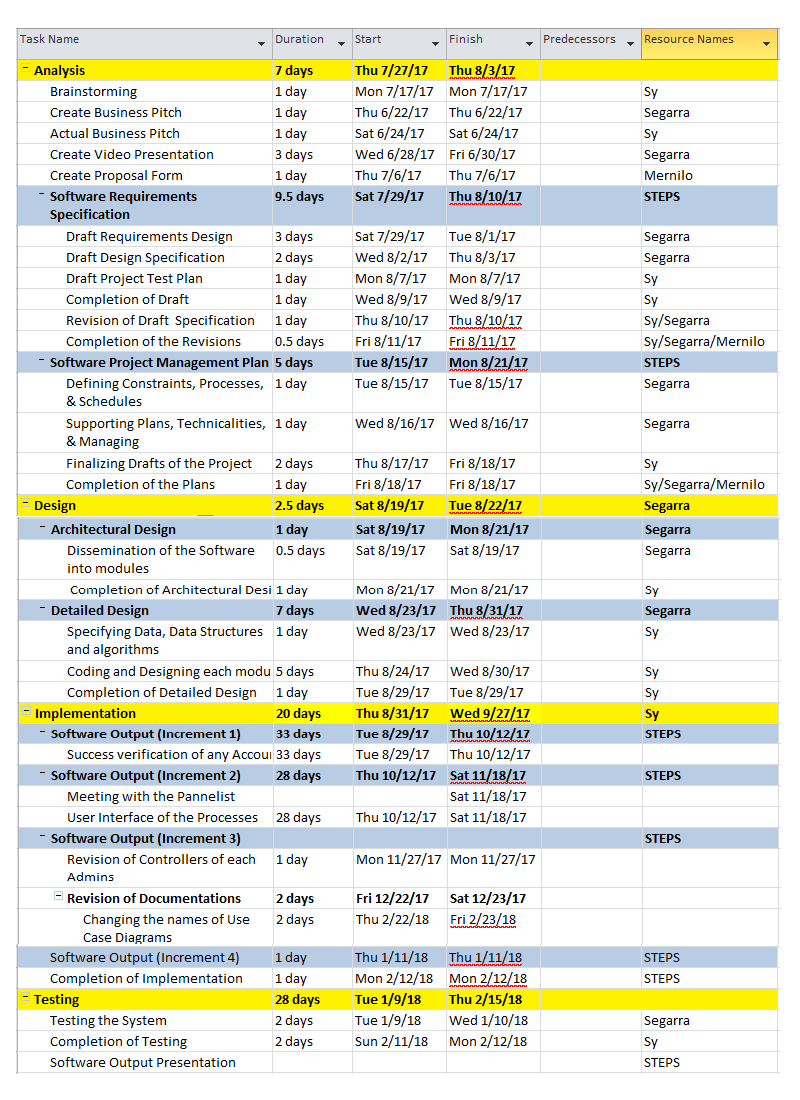 Task Name Duration Start Finish Predecessors Resource Names
Analysis 7 days Thu 7/27/17 Thu 8/3/17
Brainstorming 1 day Mon 7/17/17 Mon 7/17/17 Sy
Create Business Pitch 1 day Thu 6/22/17 Thu 6/22/17 Segarra
Actual Business Pitch 1 day Sat 6/24/17 Sat 6/24/17 Sy
Create Video Presentation 3 days Wed 6/28/17 Fri 6/30/17 Segarra
Create Proposal Form 1 day Thu 7/6/17 Thu 7/6/17 Mernilo
Software Requirements 9.5 days Sat 7/29/17 Thu 8/10/17 STEPS
Specification
Draft Requirements Design 3 days Sat 7/29/17 Tue 8/1/17 Segarra
Draft Design Specification 2 days Wed 8/2/17 Thu 8/3/17 Segarra
Draft Project Test Plan 1 day Mon 8/7/17 Mon 8/7/17 Sy
Completion of Draft 1 day Wed 8/9/17 Wed 8/9/17 Sy
Revision of Draft Specification 1 day Thu 8/10/17 Thu 8/10/17 Sy/Segarra
Completion of the Revisions 0.5 days Fri 8/11/17 Fri 8/11/17 Sy/Segarra/Mernilo
Software Project Management Plan 5 days Tue 8/15/17 Mon 8/21/17 STEPS
Defining Constraints, Processes, 1 day Tue 8/15/17 Tue 8/15/17 Segarra
& Schedules
Supporting Plans, Technicalities, 1 day Wed 8/16/17 Wed 8/16/17 Segarra
& Managing
Finalizing Drafts of the Project 2 days Thu 8/17/17 Fri 8/18/17 Sy
Completion of the Plans 1 day Fri 8/18/17 Fri 8/18/17 Sy/Segarra/Mernilo
Design 2.5 days Sat 8/19/17 Tue 8/22/17 Segarra
Architectural Design 1 day Sat 8/19/17 Mon 8/21/17 Segarra
Dissemination of the Software 0.5 days Sat 8/19/17 Sat 8/19/17 Segarra
into modules
Completion of Architectural Desi 1 day Mon 8/21/17 Mon 8/21/17 Sy
Detailed Design 7 days Wed 8/23/17 Thu 8/31/17 Segarra
Specifying Data, Data Structures 1 day Wed 8/23/17 Wed 8/23/17 Sy
and algorithms
Coding and Designing each modu 5 days Thu 8/24/17 Wed 8/30/17 Sy
Completion of Detailed Design 1 day Tue 8/29/17 Tue 8/29/17 Sy
Implementation 20 days Thu 8/31/17 Wed 9/27/17 Sy
Software Output (Increment 1) 33 days Tue 8/29/17 Thu 10/12/17 STEPS
Success verification of any Accou 33 days Tue 8/29/17 Thu 10/12/17
Software Output (Increment 2) 28 days Thu 10/12/17 Sat 11/18/17 STEPS
Meeting with the Pannelist Sat 11/18/17
User Interface of the Processes 28 days Thu 10/12/17 Sat 11/18/17
Software Output (Increment 3) STEPS
Revision of Controllers of each 1 day Mon 11/27/17 Mon 11/27/17
Admins
Revision of Documentations 2 days Fri 12/22/17 Sat 12/23/17
Changing the names of Use 2 days Thu 2/22/18 Fri 2/23/18
Case Diagrams
Software Output (Increment 4) 1 day Thu 1/11/18 Thu 1/11/18 STEPS
Completion of Implementation 1 day Mon 2/12/18 Mon 2/12/18 STEPS
Testing 28 days Tue 1/9/18 Thu 2/15/18
Testing the System 2 days Tue 1/9/18 Wed 1/10/18 Segarra
Completion of Testing 2 days Sun 2/11/18 Mon 2/12/18 Sy
Software Output Presentation STEPS